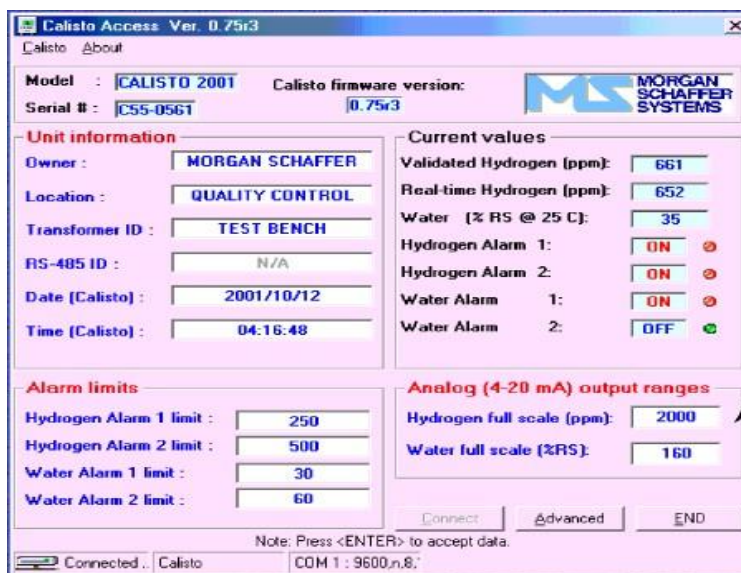 Calisto Access Ver. 0.75r3
Calisto About
Model : CALISTO 2001
Serial # : C55-0561
Calisto firmware version:
0.75r3
MORGAN
SCHAFFER
SYSTEMS
Unit information
Owner : MORGAN SCHAFFER
Location : QUALITY CONTROL
Transformer ID : TEST BENCH
RS-485 ID : N/A
Date (Calisto) : 2001/10/12
Time (Calisto) : 04:16:48
Current values
Validated Hydrogen (ppm): 661
Real-time Hydrogen (ppm): 652
Water (% RS @ 25 C): 35
Hydrogen Alarm 1: ON
Hydrogen Alarm 2: ON
Water Alarm 1: ON
Water Alarm 2: OFF
Alarm limits
Hydrogen Alarm 1 limit : 250
Hydrogen Alarm 2 limit : 500
Water Alarm 1 limit : 30
Water Alarm 2 limit : 60
Analog (4-20 mA) output ranges
Hydrogen full scale (ppm): 2000
Water full scale (%RS): 160
Connect Advanced END
Note: Press <ENTER> to accept data.
Connected .. Calisto COM 1 : 9600,n,8,